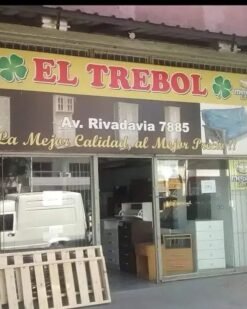 EL TREBOL
Av. Rivadavia 7885
La Mejor Calidad, al Mejor Precio!!